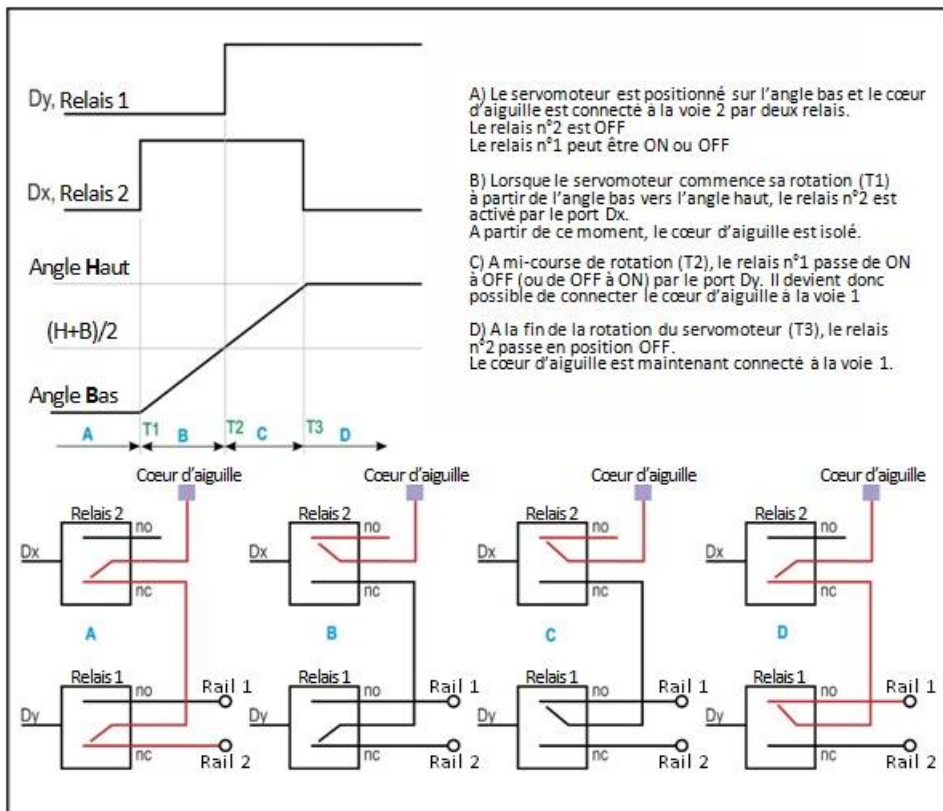 Dy, Relais 1
Dx, Relais 2
Angle Haut
(H+B)/2
Angle Bas
A T1 B T2 C T3 D
A) Le servomoteur est positionné sur l'angle bas et le cœur
d'aiguille est connecté à la voie 2 par deux relais.
Le relais n°2 est OFF
Le relais n°1 peut être ON ou OFF
B) Lorsque le servomoteur commence sa rotation (T1)
à partir de l'angle bas vers l'angle haut, le relais n°2 est
activé par le port Dx.
A partir de ce moment, le cœur d'aiguille est isolé.
C) A mi-course de rotation (T2), le relais n°1 passe de ON
à OFF (ou de OFF à ON) par le port Dy. Il devient donc
possible de connecter le cœur d'aiguille à la voie 1
D) A la fin de la rotation du servomoteur (T3), le relais
n°2 passe en position OFF.
Le cœur d'aiguille est maintenant connecté à la voie 1.
Cœur d'aiguille
Relais 2
no
Dx
nc
A
Relais 1
no
Rail 1
Dy
nc
Rail 2
Cœur d'aiguille
Relais 2
no
Dx
nc
B
Relais 1
no
Rail 1
Dy
nc
Rail 2
Cœur d'aiguille
Relais 2
no
Dx
nc
C
Relais 1
no
Rail 1
Dy
nc
Rail 2
Cœur d'aiguille
Relais 2
no
Dx
nc
D
Relais 1
no
Rail 1
Dy
nc
Rail 2